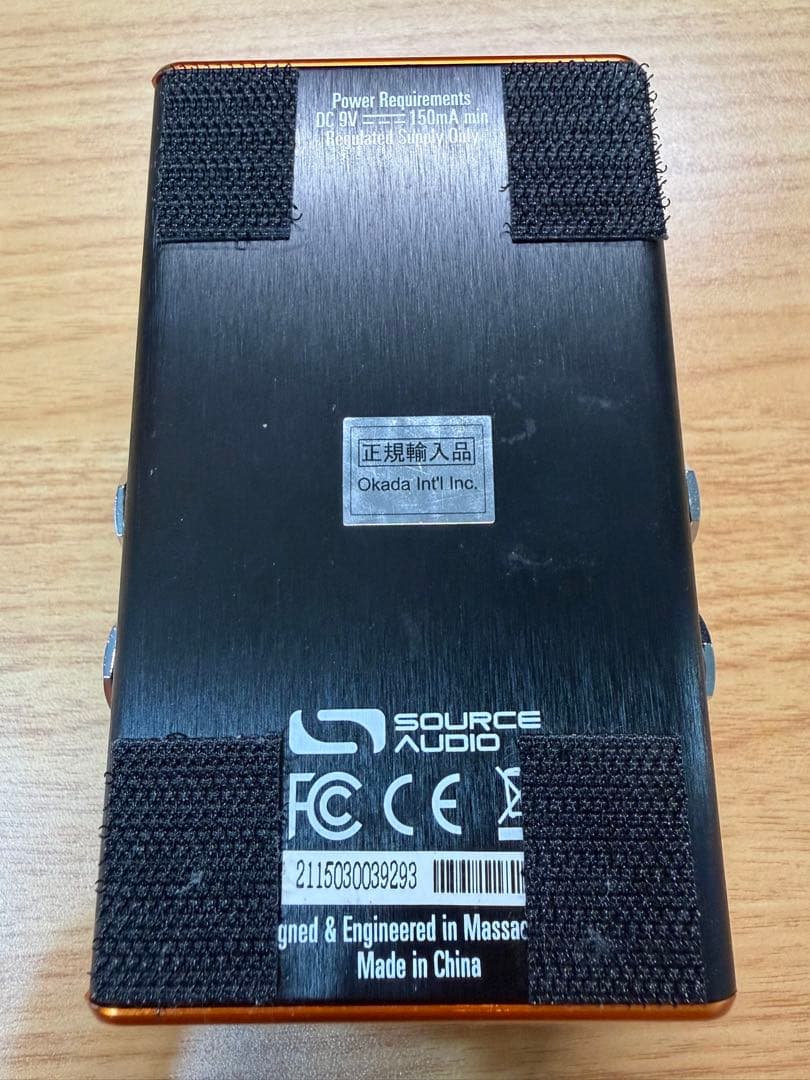 Power Requirements
DC 9V ⎓ 150mA min
Regulated Supply Only
正規輸入品
Okada Int'l Inc.
SOURCE
AUDIO
FC CE
2115030039293
gned & Engineered in Massac
Made in China